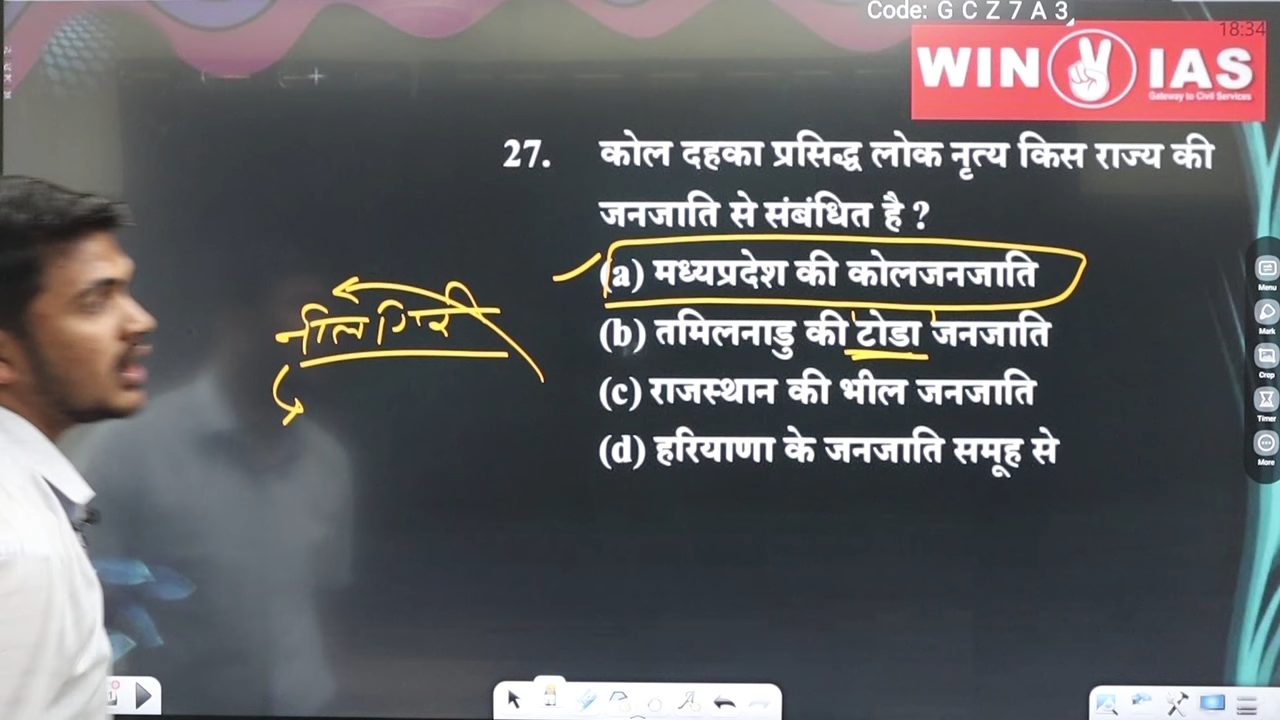 Code: G C Z 7 A 3
18:34
WIN IAS
Gateway to Civil Services
27. कोल दहका प्रसिद्ध लोक नृत्य किस राज्य की
जनजाति से संबंधित है ?
(a) मध्यप्रदेश की कोलजनजाति
(b) तमिलनाडु की टोडा जनजाति
(c) राजस्थान की भील जनजाति
(d) हरियाणा के जनजाति समूह से
नीलगिरी
Menu
Mark
Crop
Timer
More